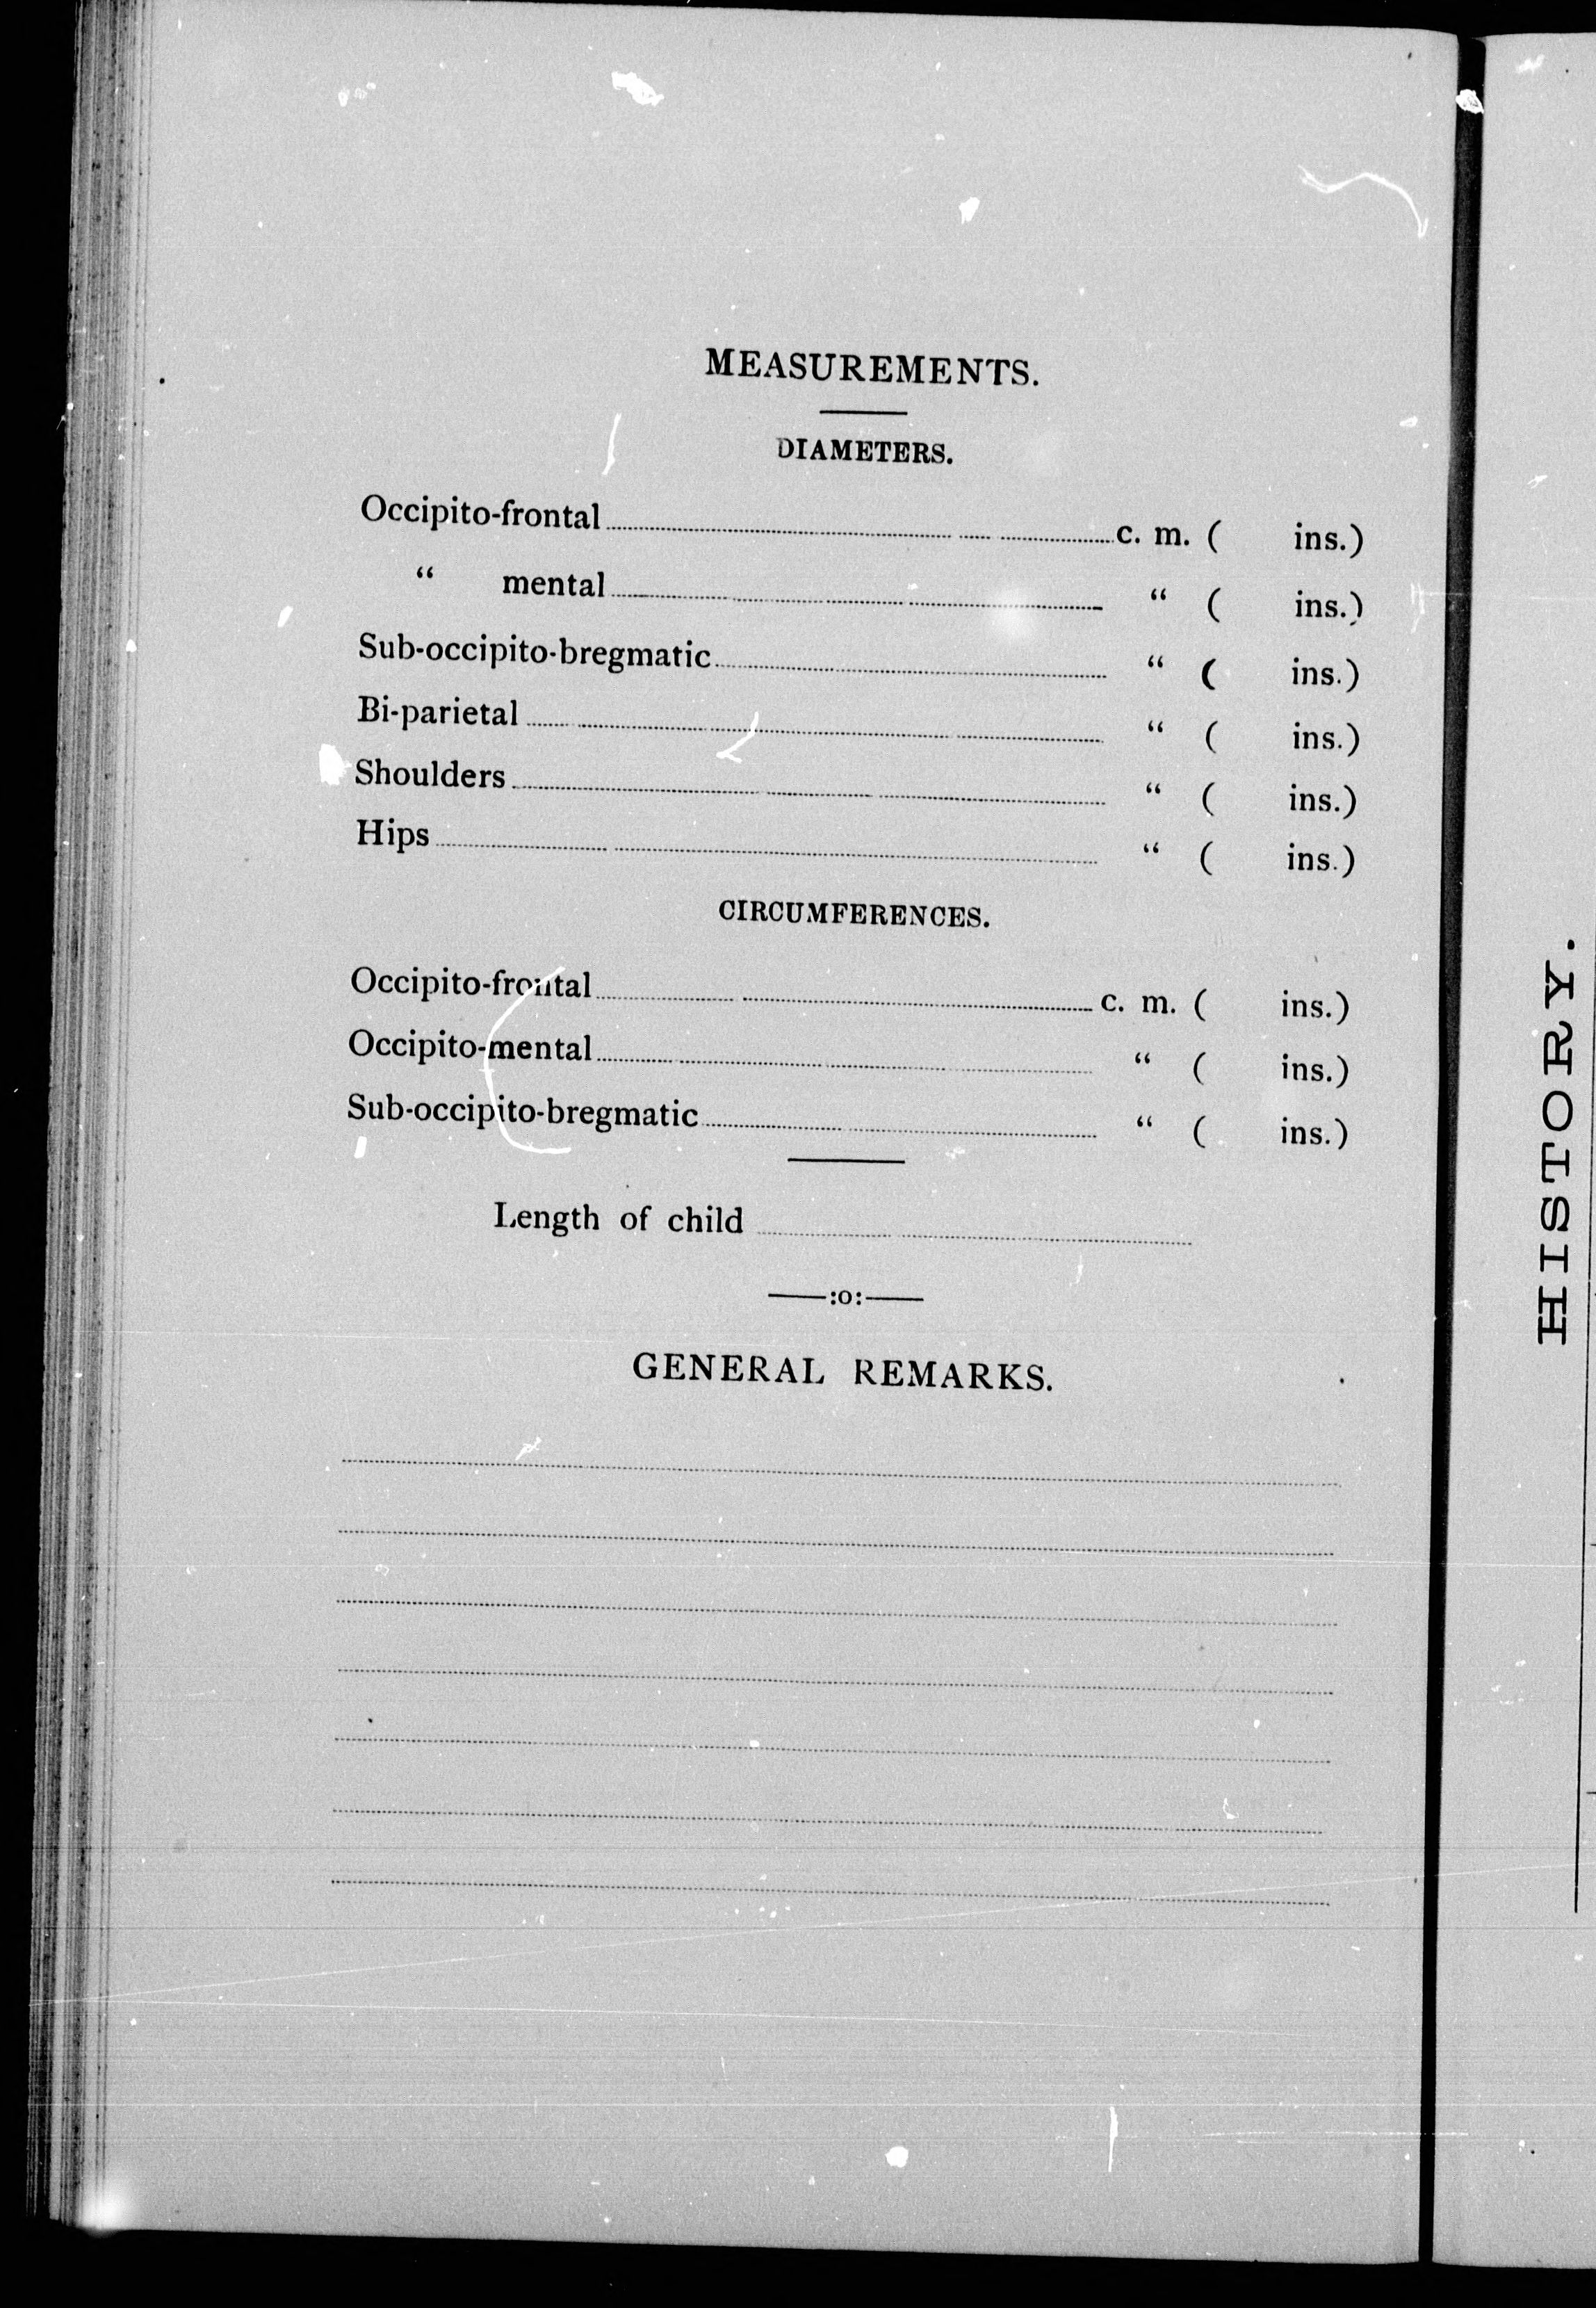 MEASUREMENTS.
DIAMETERS.
Occipito-frontal c. m. ( ins.)
“ mental “ ( ins.)
Sub-occipito-bregmatic “ ( ins.)
Bi-parietal “ ( ins.)
Shoulders “ ( ins.)
Hips “ ( ins.)
CIRCUMFERENCES.
Occipito-frontal c. m. ( ins.)
Occipito-mental “ ( ins.)
Sub-occipito-bregmatic “ ( ins.)
Length of child
:o:
GENERAL REMARKS.
HISTORY.